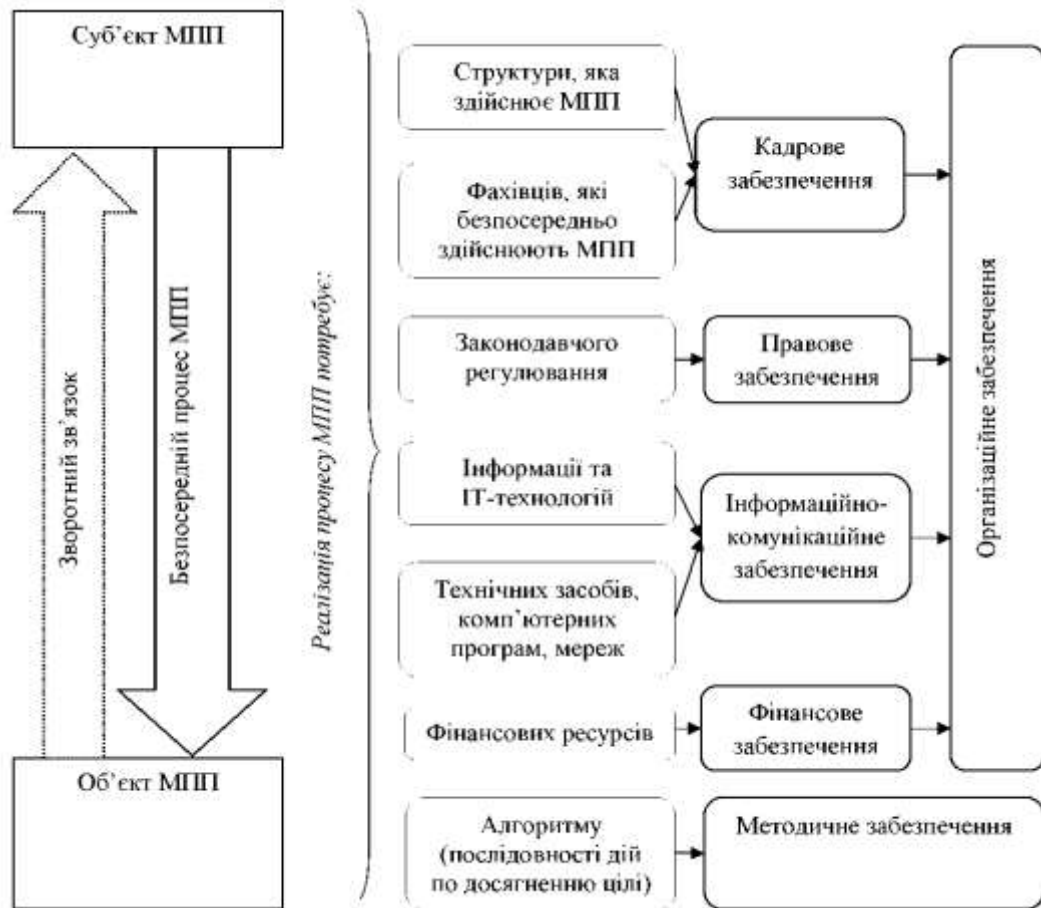 Суб’єкт МПП
Зворотний зв’язок
Безпосередній процес МПП
Об’єкт МПП
Реалізація процесу МПП потребує:
Структури, яка
здійснює МПП
Фахівців, які
безпосередньо
здійснюють МПП
Кадрове
забезпечення
Законодавчого
регулювання
Правове
забезпечення
Інформації та
ІТ-технологій
Технічних засобів,
комп’ютерних
програм, мереж
Інформаційно-
комунікаційне
забезпечення
Фінансових ресурсів
Фінансове
забезпечення
Організаційне забезпечення
Алгоритму
(послідовності дій
по досягненню цілі)
Методичне забезпечення